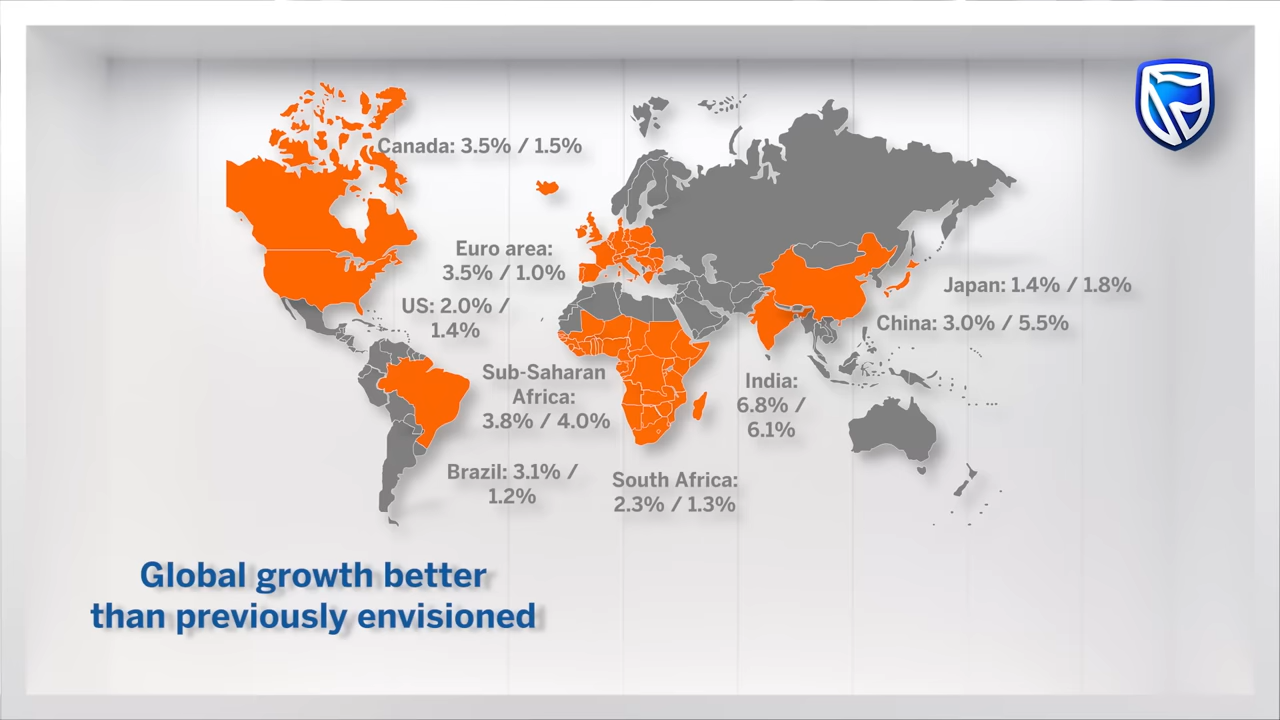 Canada: 3.5% / 1.5%
Euro area:
3.5% / 1.0%
US: 2.0% /
1.4%
Japan: 1.4% / 1.8%
China: 3.0% / 5.5%
Sub-Saharan
Africa:
3.8% / 4.0%
India:
6.8% /
6.1%
Brazil: 3.1% /
1.2%
South Africa:
2.3% / 1.3%
Global growth better
than previously envisioned